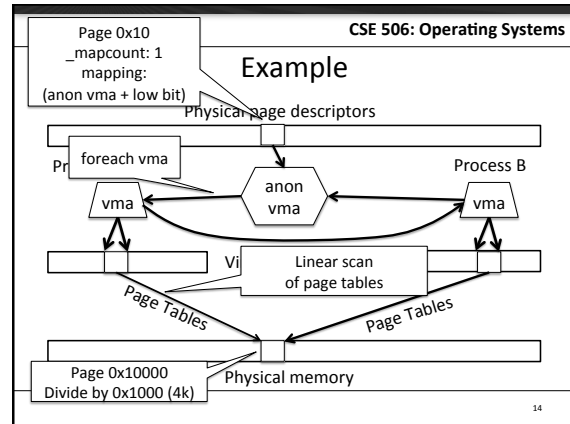 CSE 506: Operating Systems
Page 0x10
_mapcount: 1
mapping:
(anon vma + low bit)
Example
Physical page descriptors
foreach vma
Process B
vma
anon
vma
vma
Linear scan
of page tables
Page Tables
Page Tables
Page 0x10000
Divide by 0x1000 (4k)
Physical memory
14